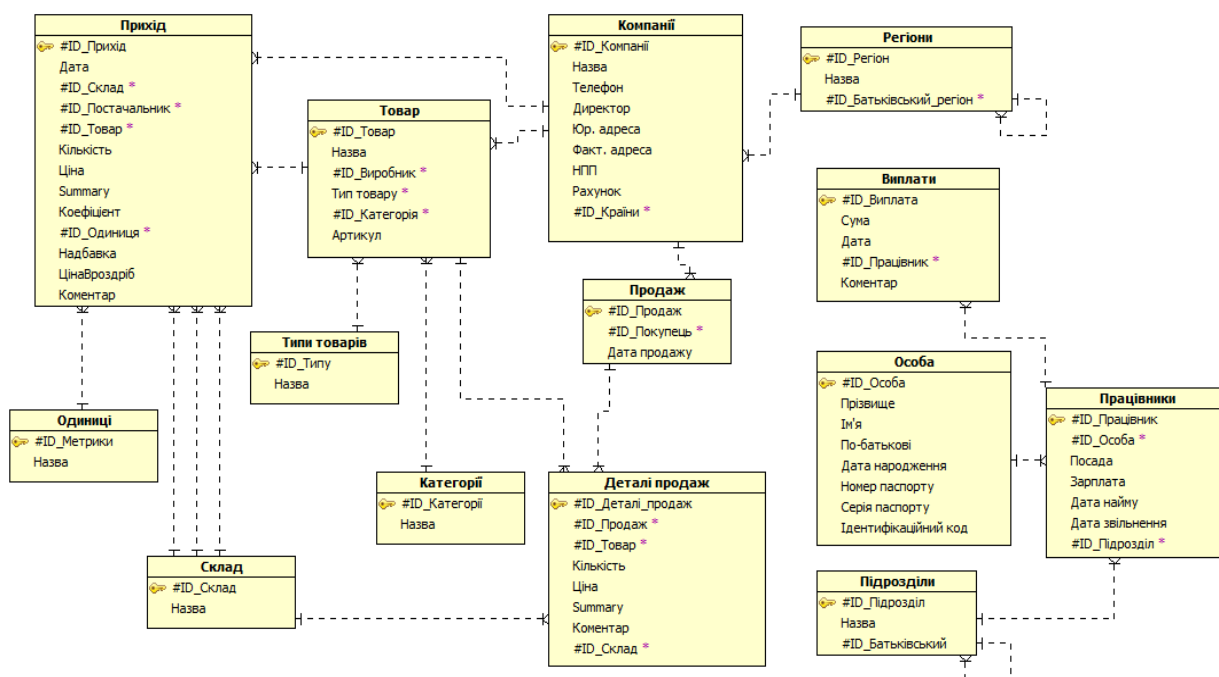 Прихід
#ID_Прихід
Дата
#ID_Склад *
#ID_Постачальник *
#ID_Товар *
Кількість
Ціна
Summary
Коефіцієнт
#ID_Одиниця *
Надбавка
ЦінаВроздріб
Коментар
Товар
#ID_Товар
Назва
#ID_Виробник *
Тип товару *
#ID_Категорія *
Артикул
Компанії
#ID_Компанії
Назва
Телефон
Директор
Юр. адреса
Факт. адреса
НПП
Рахунок
#ID_Країни *
Регіони
#ID_Регіон
Назва
#ID_Батьківський_регіон *
Виплати
#ID_Виплата
Сума
Дата
#ID_Працівник *
Коментар
Продаж
#ID_Продаж
#ID_Покупець *
Дата продажу
Типи товарів
#ID_Типу
Назва
Особа
#ID_Особа
Прізвище
Ім'я
По-батькові
Дата народження
Номер паспорту
Серія паспорту
Ідентифікаційний код
Працівники
#ID_Працівник
#ID_Особа *
Посада
Зарплата
Дата найму
Дата звільнення
#ID_Підрозділ *
Одиниці
#ID_Метрики
Назва
Категорії
#ID_Категорії
Назва
Деталі продаж
#ID_Деталі_продаж
#ID_Продаж *
#ID_Товар *
Кількість
Ціна
Summary
Коментар
#ID_Склад *
Склад
#ID_Склад
Назва
Підрозділи
#ID_Підрозділ
Назва
#ID_Батьківський *